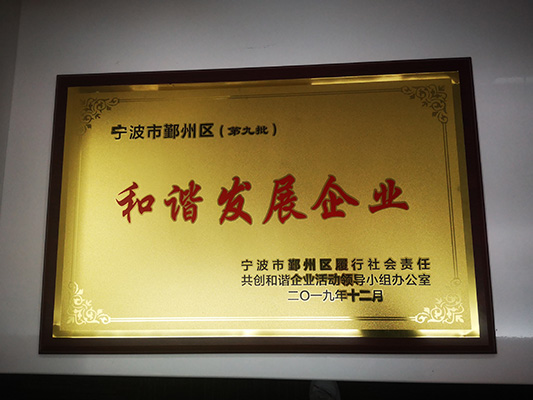 宁波市鄞州区(第九批)
和谐发展企业
宁波市鄞州区履行社会责任
共创和谐企业活动领导小组办公室
二〇一九年十二月